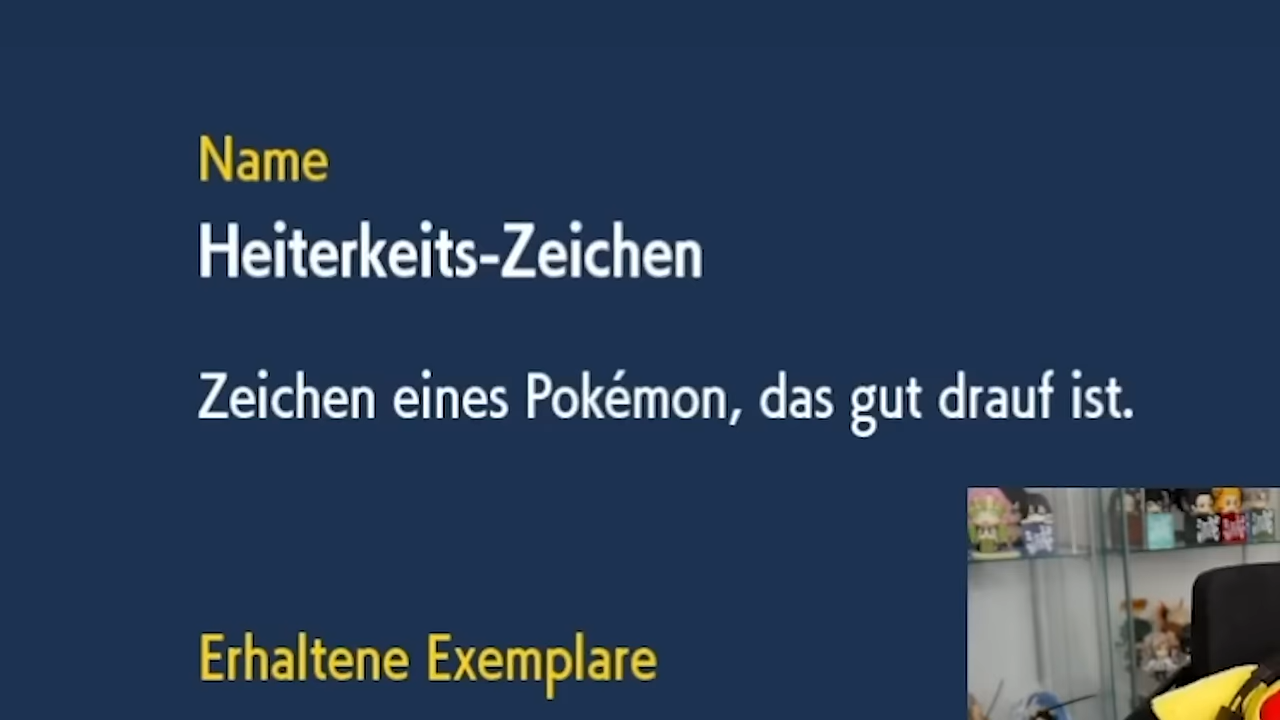 Name
Heiterkeits-Zeichen
Zeichen eines Pokémon, das gut drauf ist.
Erhaltene Exemplare